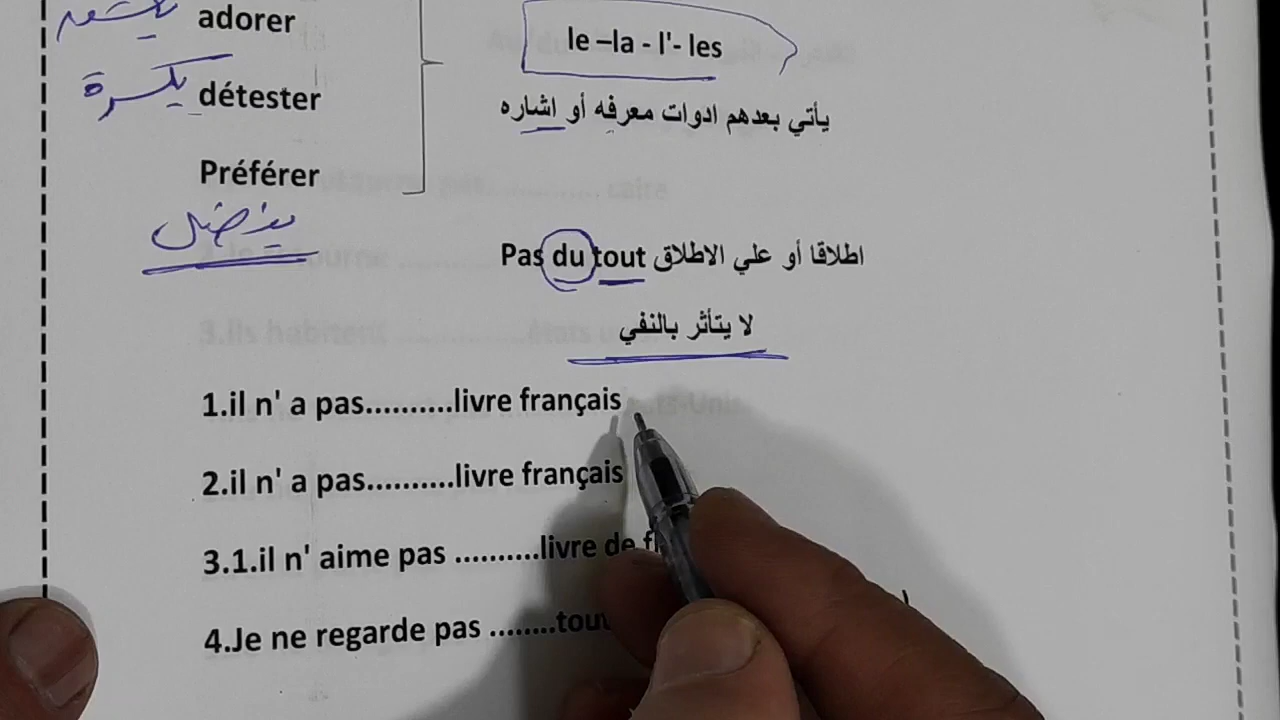 adorer
le –la - l'- les
يكرة détester
يأتي بعدهم ادوات معرفه أو اشاره
Préférer
يفضل
Pas du tout اطلاقا أو علي الاطلاق
لا يتأثر بالنفي
1.il n' a pas..........livre français
2.il n' a pas..........livre français
3.1.il n' aime pas ..........livre de
4.Je ne regarde pas ........tout